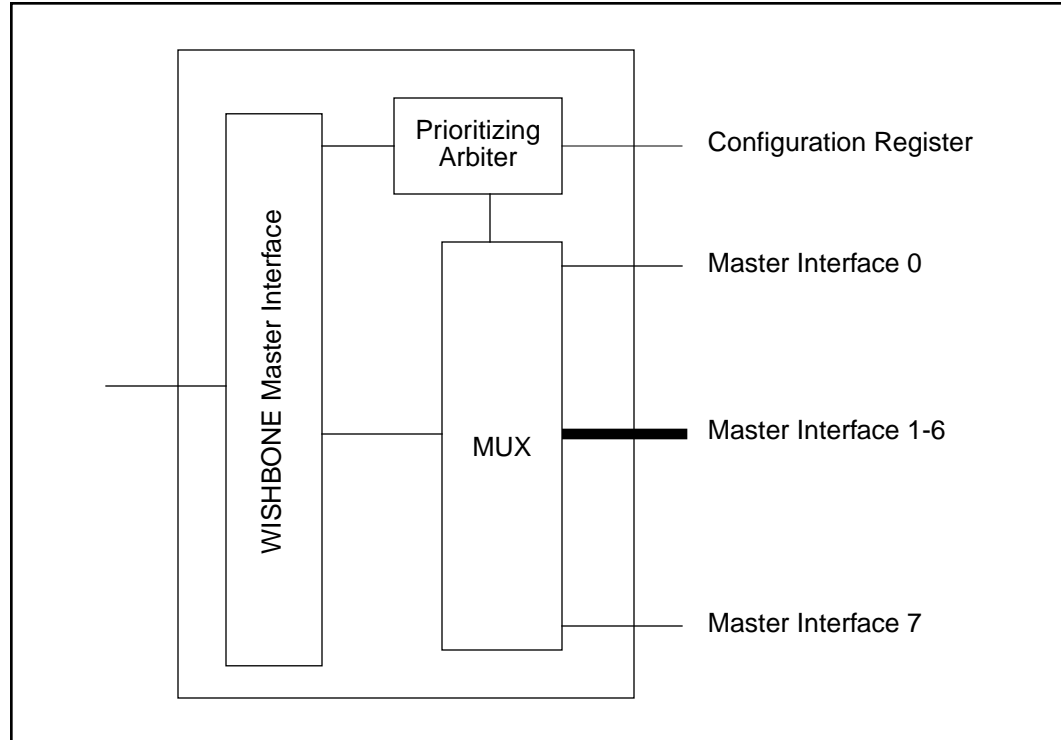 Prioritizing
Arbiter
Configuration Register
WISHBONE Master Interface
Master Interface 0
MUX
Master Interface 1-6
Master Interface 7